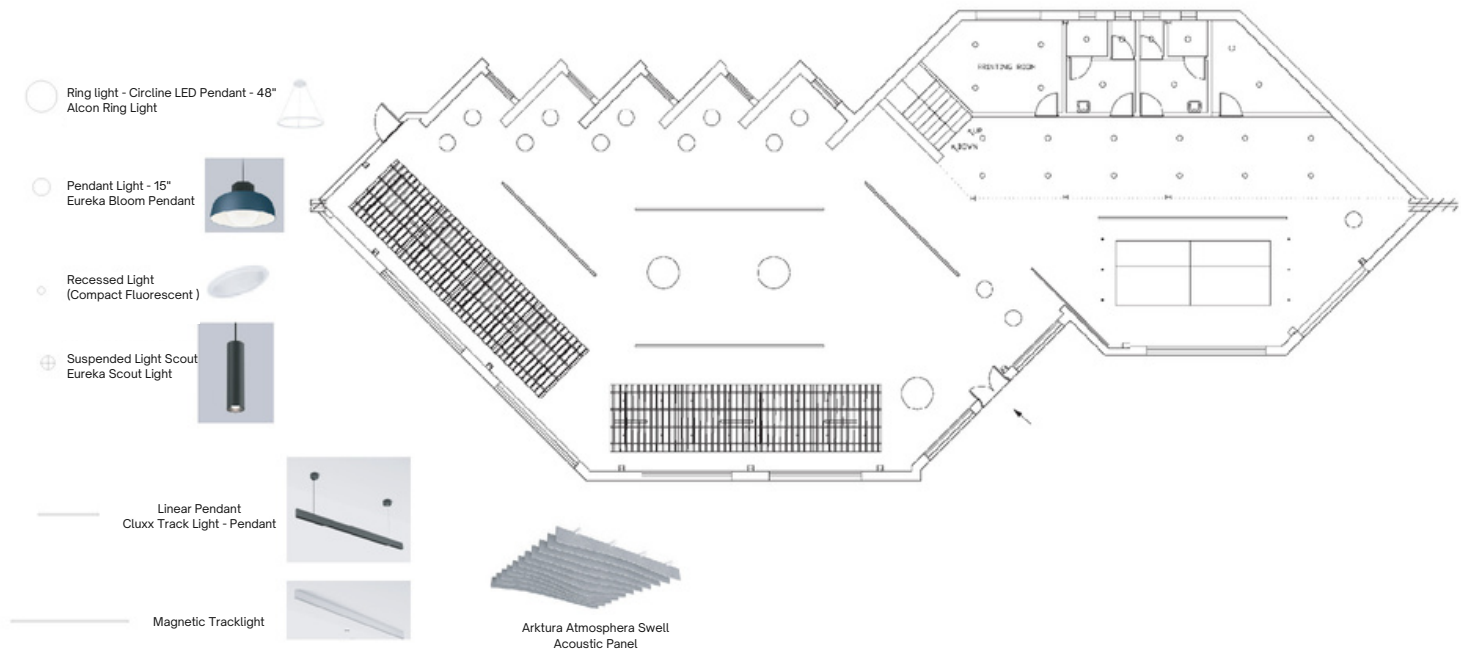 Ring light - Circline LED Pendant - 48"
Alcon Ring Light
Pendant Light - 15"
Eureka Bloom Pendant
Recessed Light
(Compact Fluorescent )
Suspended Light Scout
Eureka Scout Light
Linear Pendant
Cluxx Track Light - Pendant
Magnetic Tracklight
Arktura Atmosphera Swell
Acoustic Panel
PRINTING ROOM
UP
DOWN